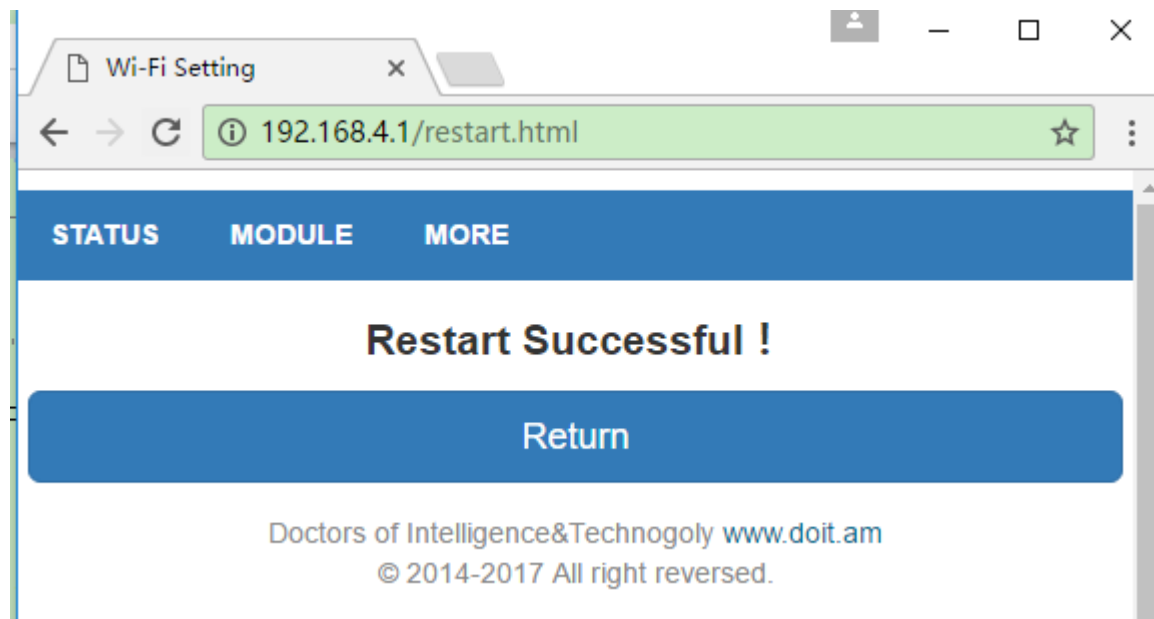 Wi-Fi Setting
192.168.4.1/restart.html
STATUS MODULE MORE
Restart Successful！
Return
Doctors of Intelligence&Technogoly www.doit.am
© 2014-2017 All right reversed.